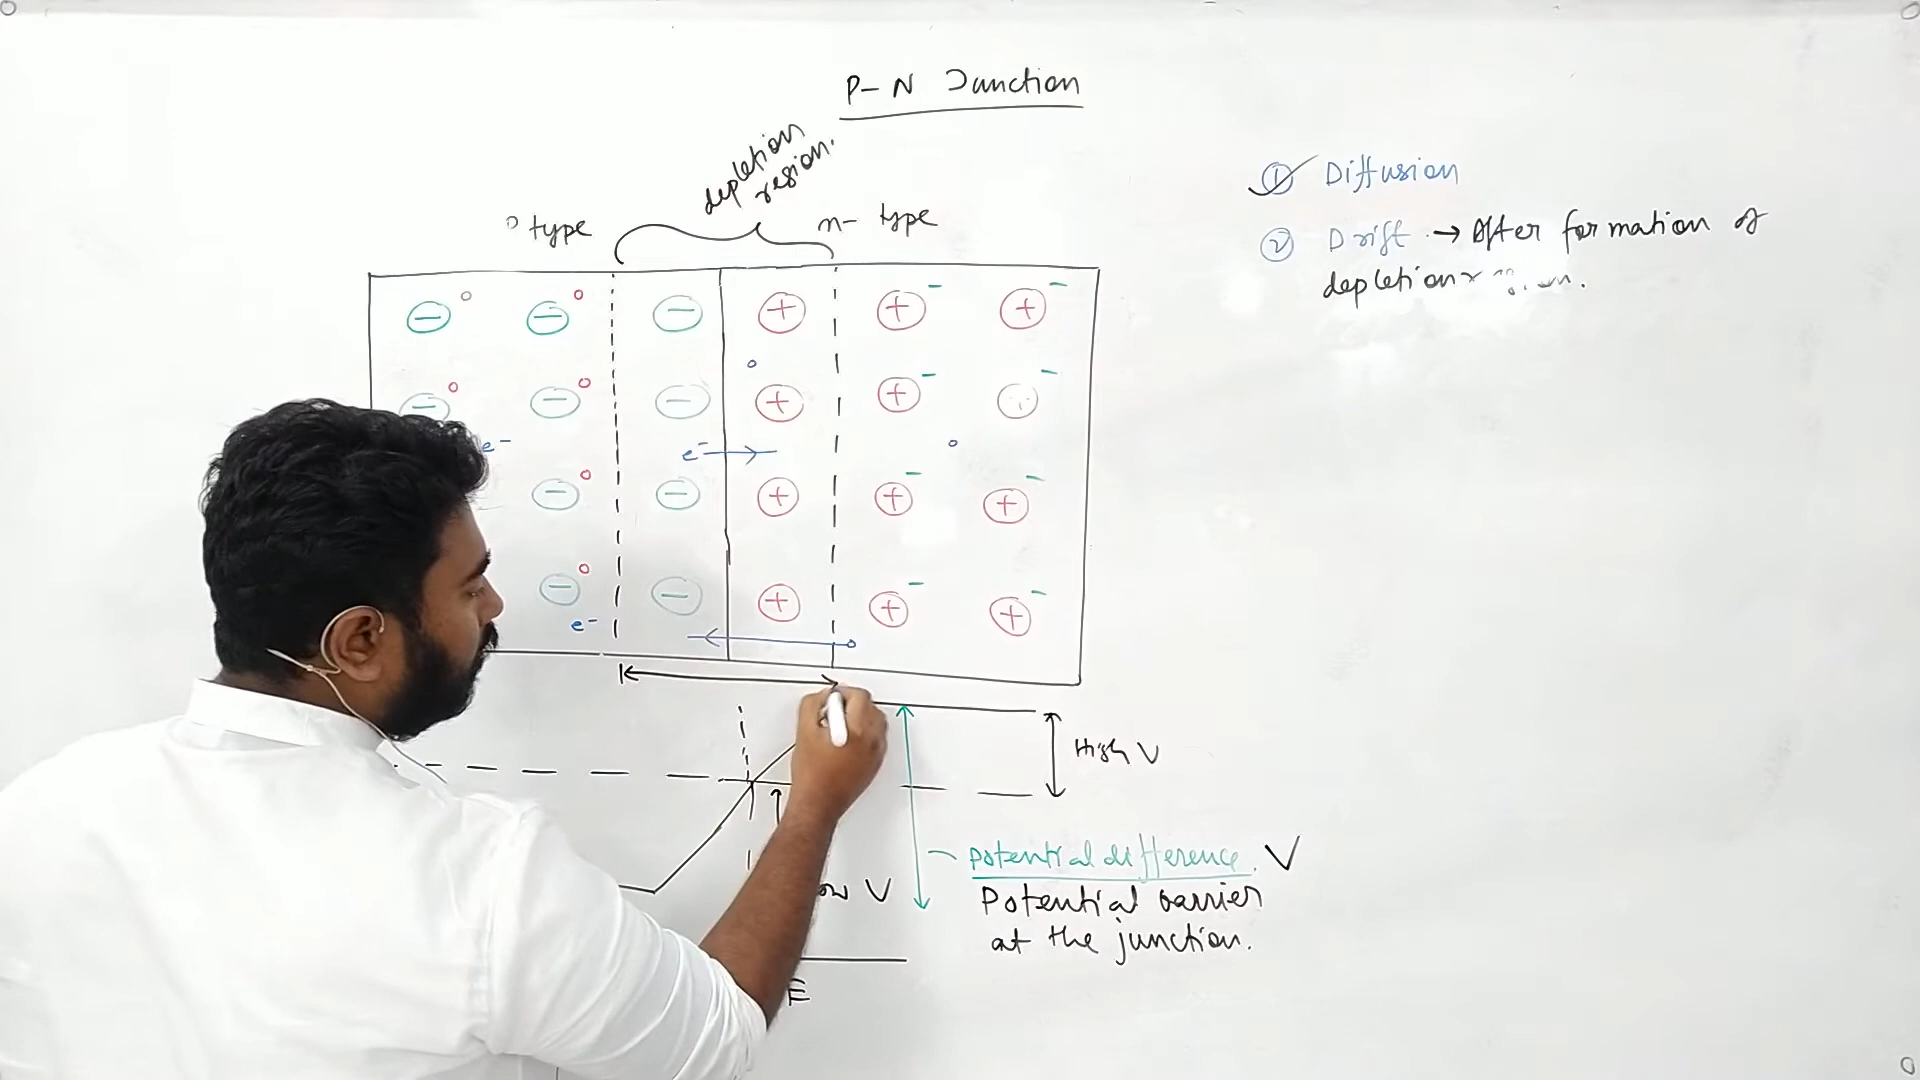 P-N Junction
depletion
region.
p type
n- type
① Diffusion
② Drift → After formation of
depletion region.
e⁻
e⁻
e⁻
High V
Potential difference. V
Potential barrier
at the junction.
V
E